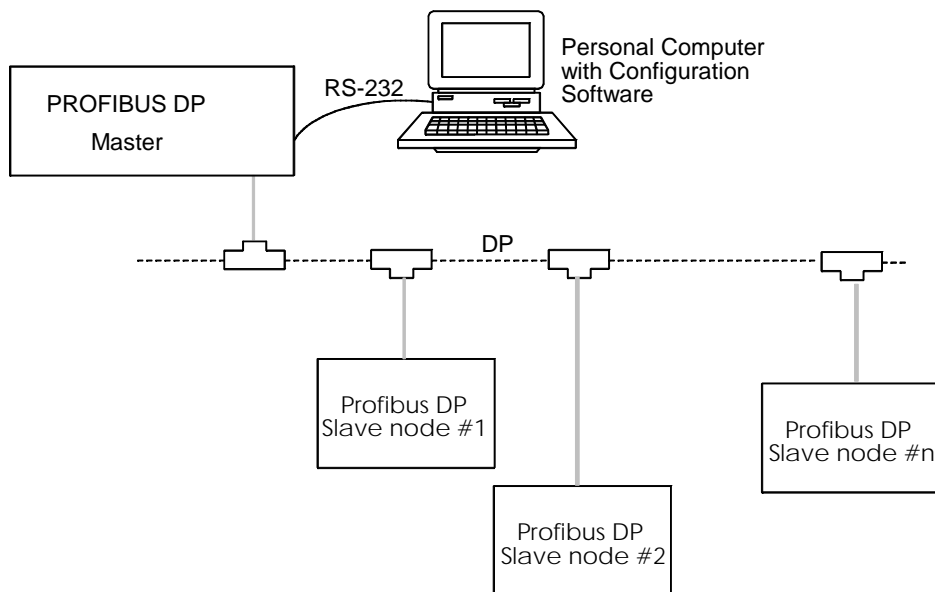 Personal Computer
with Configuration
Software
RS-232
PROFIBUS DP
Master
DP
Profibus DP
Slave node #1
Profibus DP
Slave node #2
Profibus DP
Slave node #n